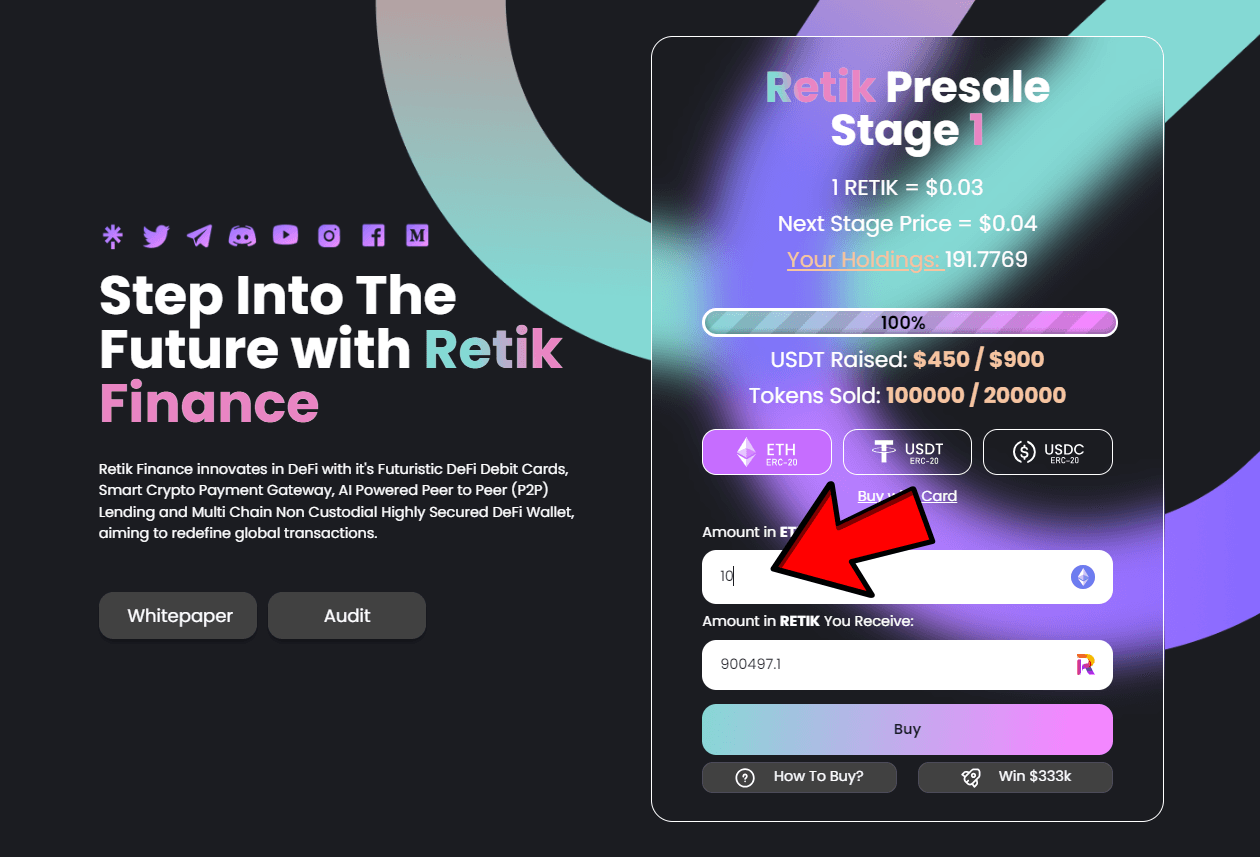 Step Into The
Future with Retik
Finance
Retik Finance innovates in DeFi with it's Futuristic DeFi Debit Cards,
Smart Crypto Payment Gateway, AI Powered Peer to Peer (P2P)
Lending and Multi Chain Non Custodial Highly Secured DeFi Wallet,
aiming to redefine global transactions.
Whitepaper
Audit
Retik Presale
Stage 1
1 RETIK = $0.03
Next Stage Price = $0.04
Your Holdings: 191.7769
100%
USDT Raised: $450 / $900
Tokens Sold: 100000 / 200000
ETH
ERC-20
USDT
ERC-20
USDC
ERC-20
Buy Card
Amount in
10
Amount in RETIK You Receive:
900497.1
Buy
How To Buy?
Win $333k